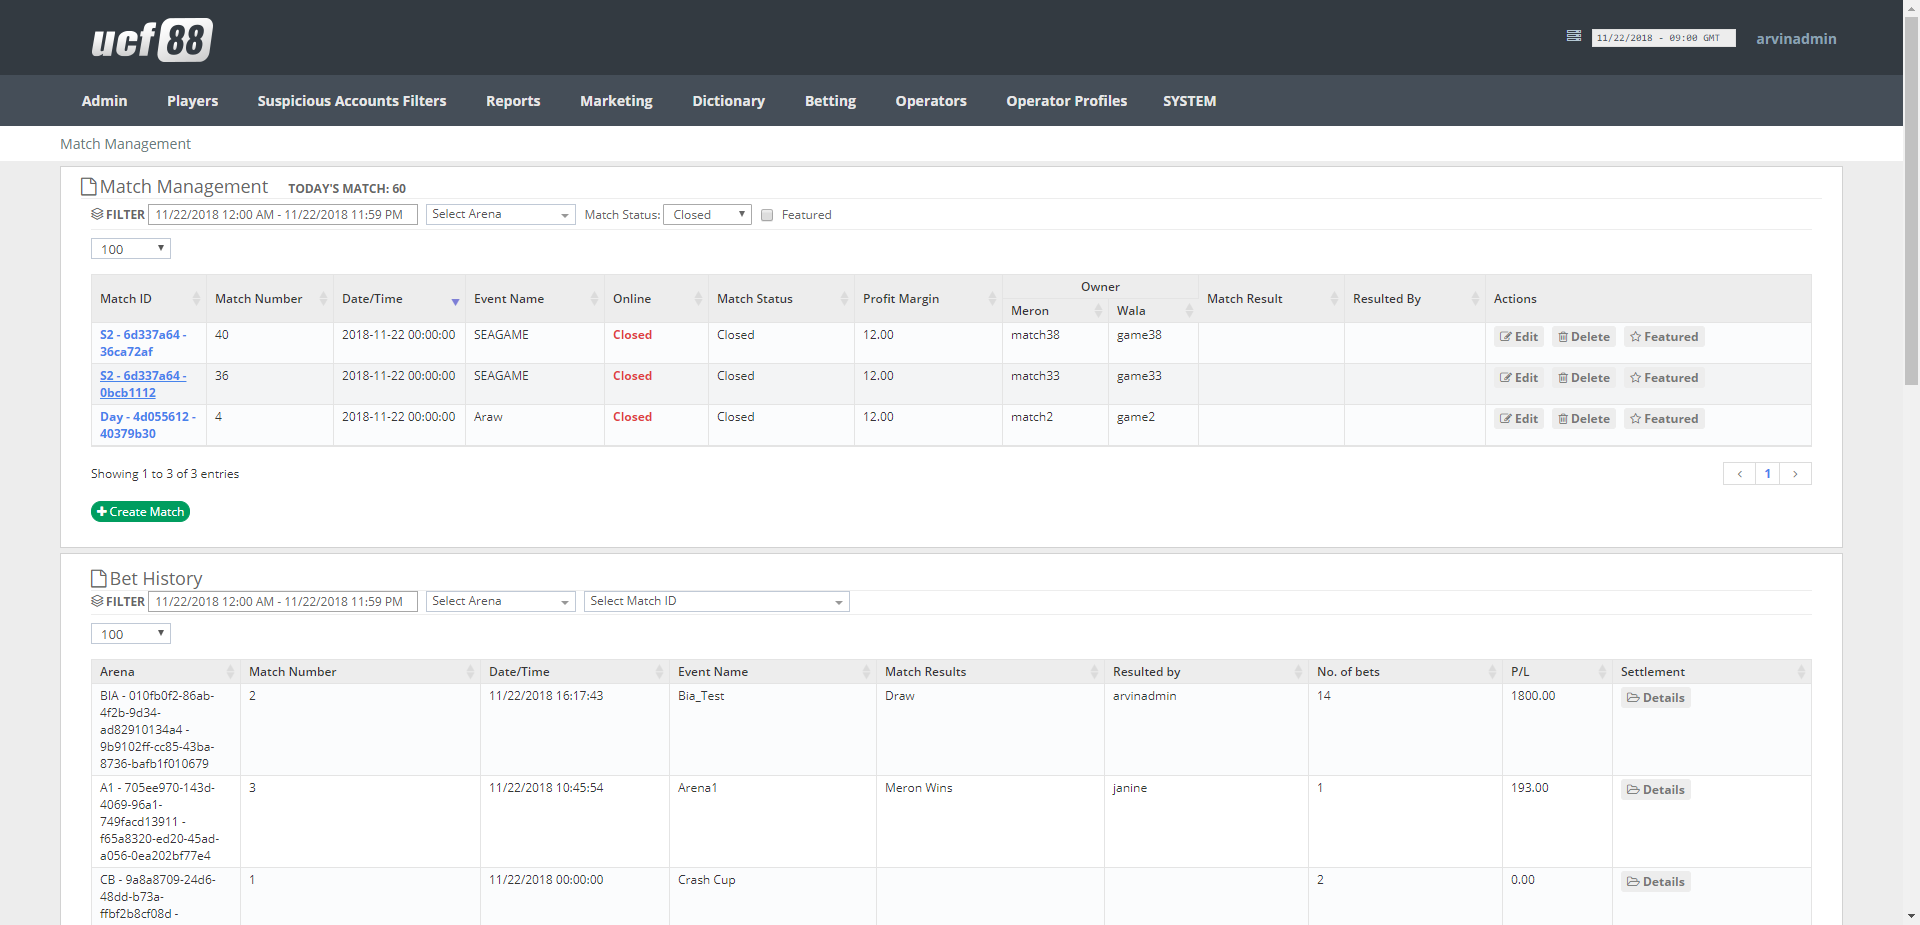 ucf 88
11/22/2018 - 09:00 GMT
arvinadmin
Admin Players Suspicious Accounts Filters Reports Marketing Dictionary Betting Operators Operator Profiles SYSTEM
Match Management
Match Management TODAY'S MATCH: 60
FILTER 11/22/2018 12:00 AM - 11/22/2018 11:59 PM Select Arena Match Status: Closed Featured
100
Match ID Match Number Date/Time Event Name Online Match Status Profit Margin Owner Match Result Resulted By Actions
Meron Wala
S2 - 6d337a64 - 40 2018-11-22 00:00:00 SEAGAME Closed Closed 12.00 match38 game38 Edit Delete Featured
36ca72af
S2 - 6d337a64 - 36 2018-11-22 00:00:00 SEAGAME Closed Closed 12.00 match33 game33 Edit Delete Featured
0bcb1112
Day - 4d055612 - 4 2018-11-22 00:00:00 Araw Closed Closed 12.00 match2 game2 Edit Delete Featured
40379b30
Showing 1 to 3 of 3 entries
‹ 1 ›
Create Match
Bet History
FILTER 11/22/2018 12:00 AM - 11/22/2018 11:59 PM Select Arena Select Match ID
100
Arena Match Number Date/Time Event Name Match Results Resulted by No. of bets P/L Settlement
BIA - 010fb0f2-86ab- 2 11/22/2018 16:17:43 Bia_Test Draw arvinadmin 14 1800.00 Details
4f2b-9d34-
ad82910134a4 -
9b9102ff-cc85-43ba-
8736-bafb1f010679
A1 - 705ee970-143d- 3 11/22/2018 10:45:54 Arena1 Meron Wins janine 1 193.00 Details
4069-96a1-
749facd13911 -
f65a8320-ed20-45ad-
a056-0ea202bf77e4
CB - 9a8a8709-24d6- 1 11/22/2018 00:00:00 Crash Cup 2 0.00 Details
48dd-b73a-
ffbf2b8cf08d -